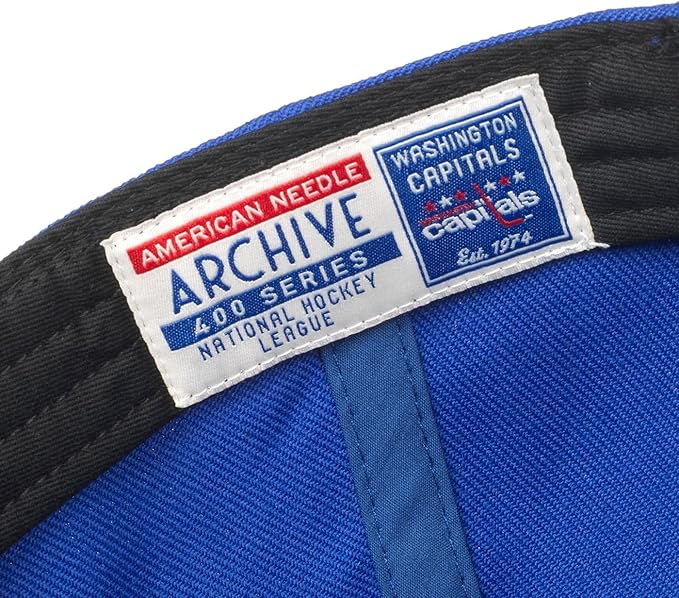 AMERICAN NEEDLE
ARCHIVE
400 SERIES
NATIONAL HOCKEY
LEAGUE
WASHINGTON
CAPITALS
capitals
Est. 1974